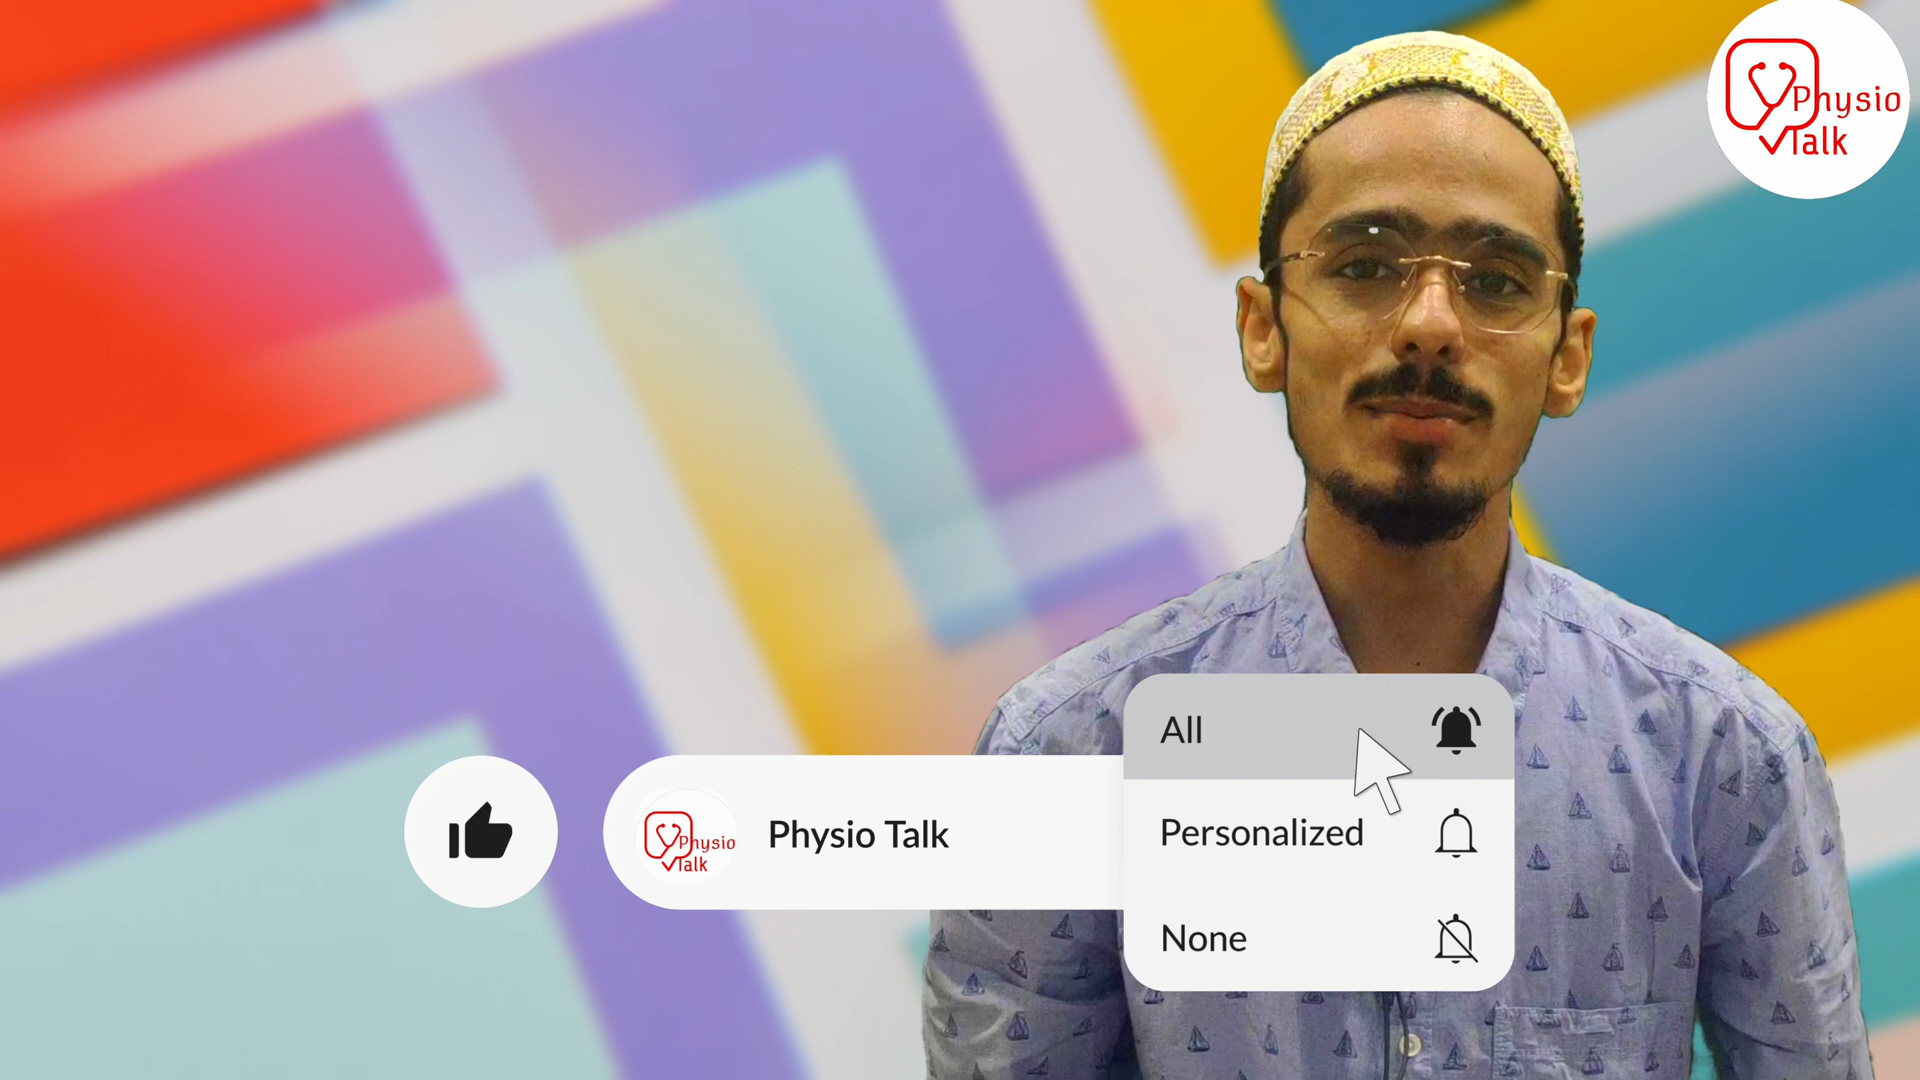 Physio
Talk
All
Physio
Talk
Physio Talk
Personalized
None